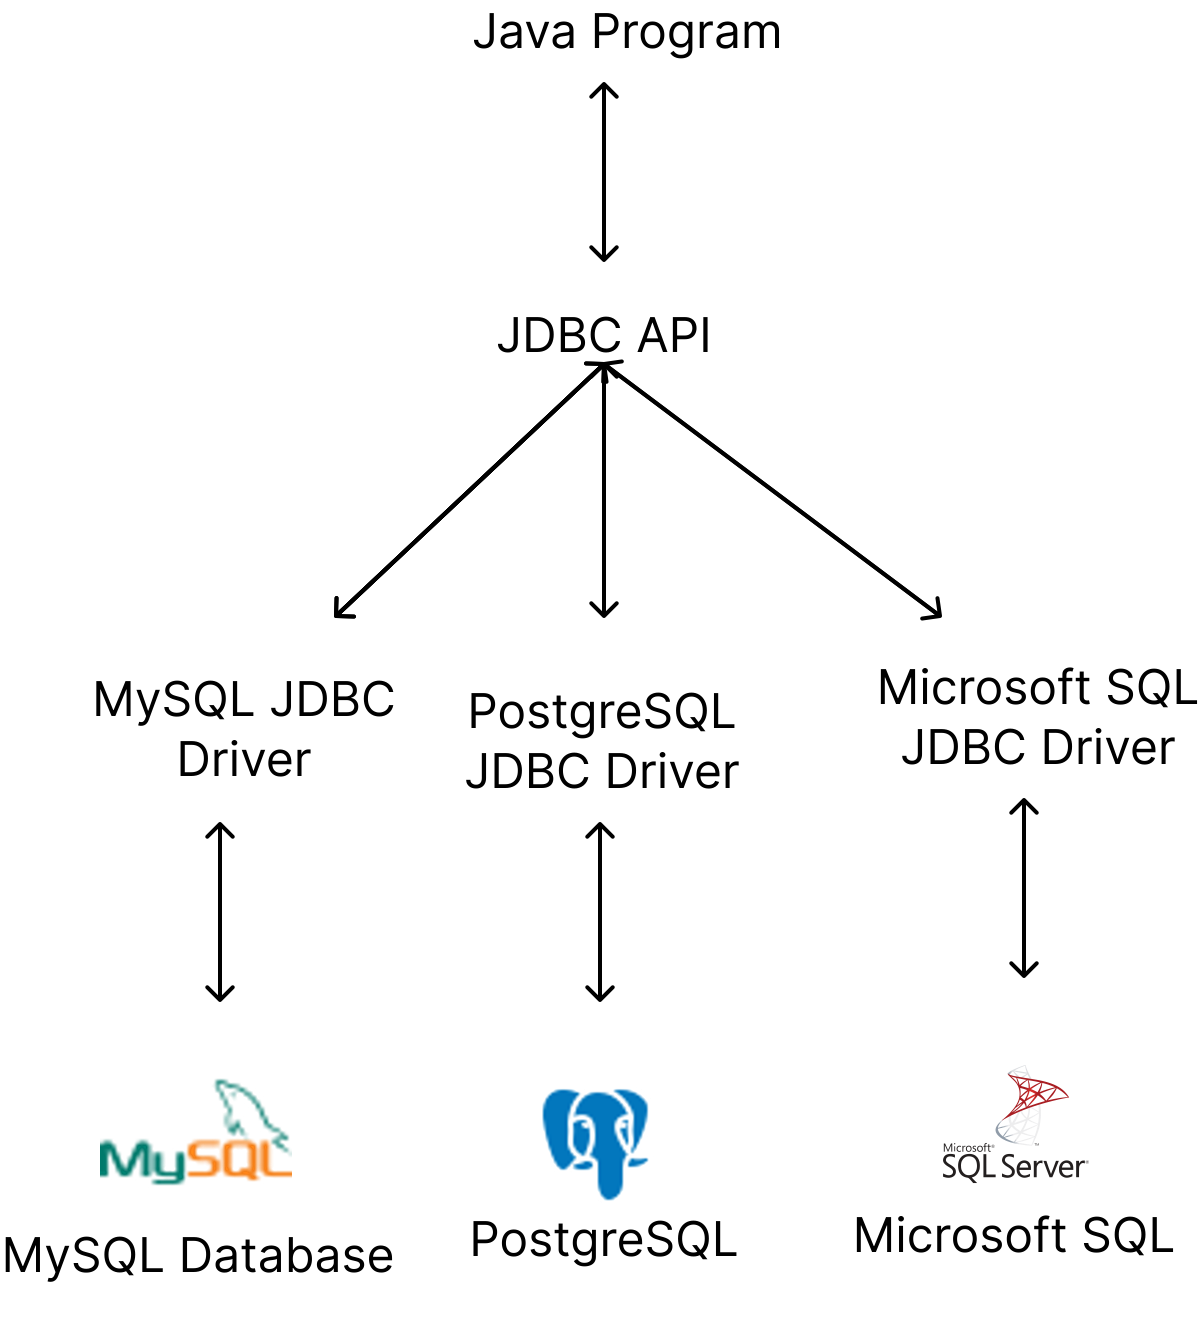 Java Program
JDBC API
MySQL JDBC
Driver
PostgreSQL
JDBC Driver
Microsoft SQL
JDBC Driver
MySQL
Microsoft®
SQL Server
MySQL Database
PostgreSQL
Microsoft SQL